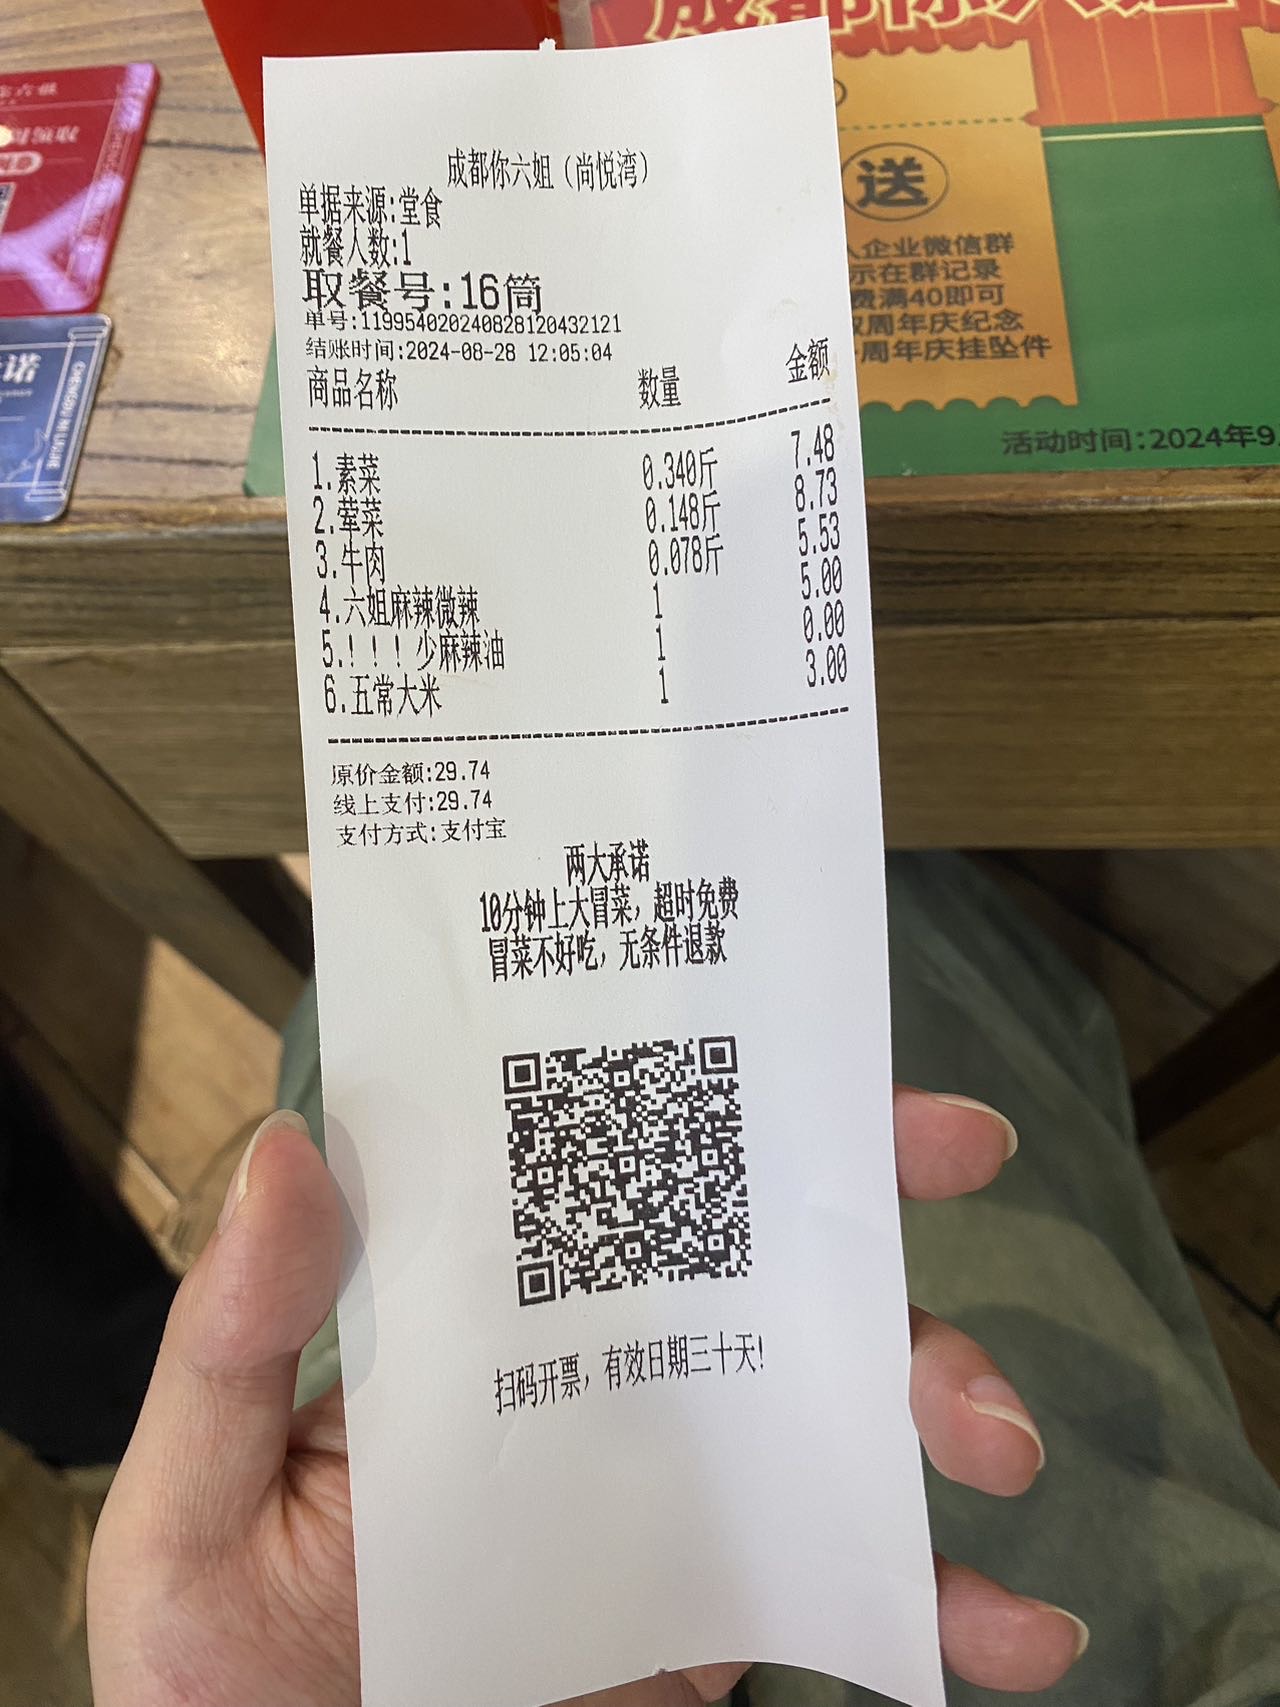 成都你六姐（尚悦湾）
单据来源:堂食
就餐人数:1
取餐号:16筒
单号:119954020240828120432121
结账时间:2024-08-28 12:05:04
商品名称 数量 金额
1.素菜 0.340斤 7.48
2.荤菜 0.148斤 8.73
3.牛肉 0.078斤 5.53
4.六姐麻辣微辣 1 5.00
5.！！！少麻辣油 1 0.00
6.五常大米 1 3.00
原价金额:29.74
线上支付:29.74
支付方式:支付宝
两大承诺
10分钟上大冒菜，超时免费
冒菜不好吃，无条件退款
扫码开票，有效日期三十天!
送
企业微信群
示在群记录
费满40即可
周年庆纪念
周年庆挂坠件
活动时间:2024年9
诺